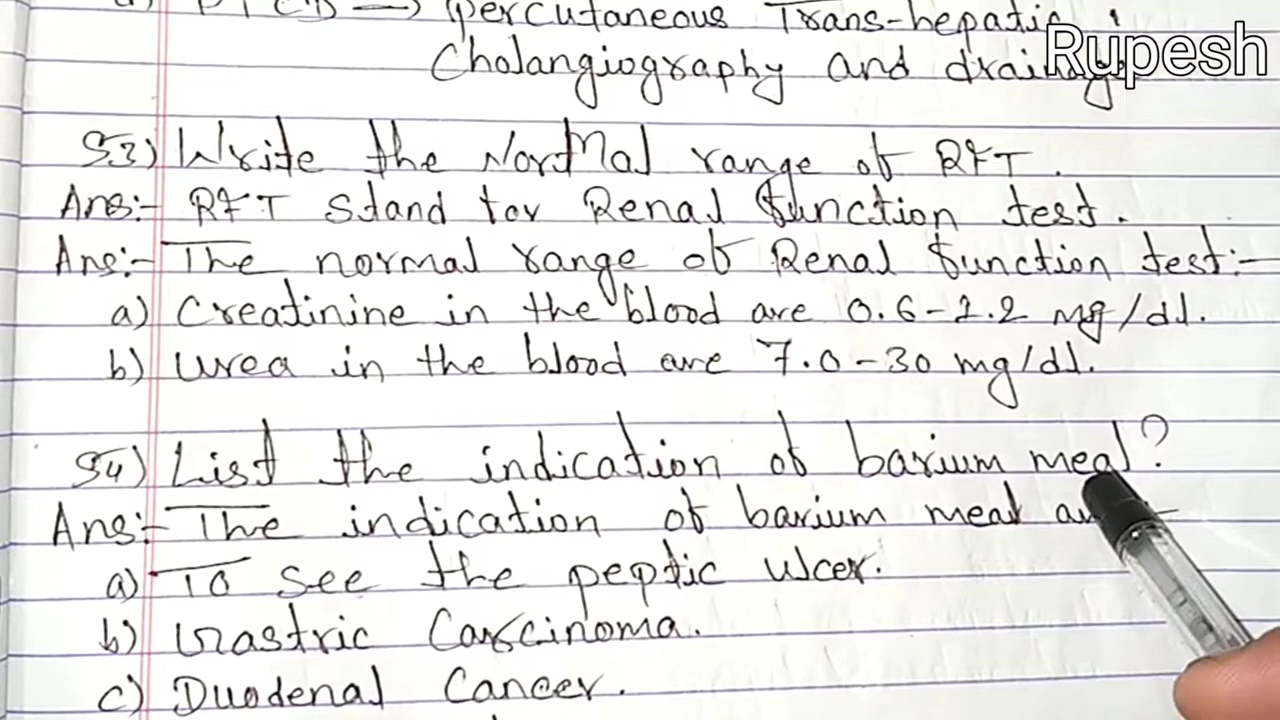 PTCD → Percutaneous Trans-hepatic
Cholangiography and drainage
Rupesh
53) Write the Normal range of RFT.
Ans:- RFT stand for Renal function test.
Ans:- The normal range of Renal function test:-
a) Creatinine in the blood are 0.6-1.2 mg/dl.
b) Urea in the blood are 7.0-30 mg/dl.
54) List the indication of barium meal?
Ans:- The indication of barium meal
a) To see the peptic ulcer.
b) Gastric Carcinoma.
c) Duodenal Cancer.